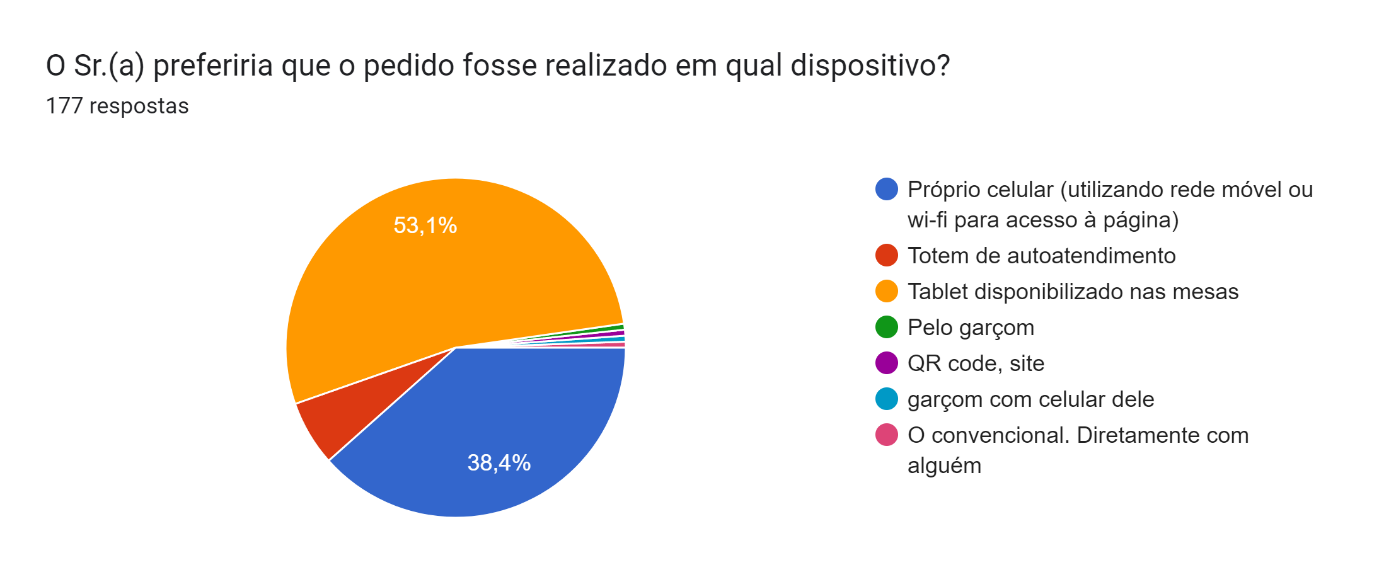 O Sr.(a) preferiria que o pedido fosse realizado em qual dispositivo?
177 respostas
53,1%
38,4%
Próprio celular (utilizando rede móvel ou
wi-fi para acesso à página)
Totem de autoatendimento
Tablet disponibilizado nas mesas
Pelo garçom
QR code, site
garçom com celular dele
O convencional. Diretamente com
alguém